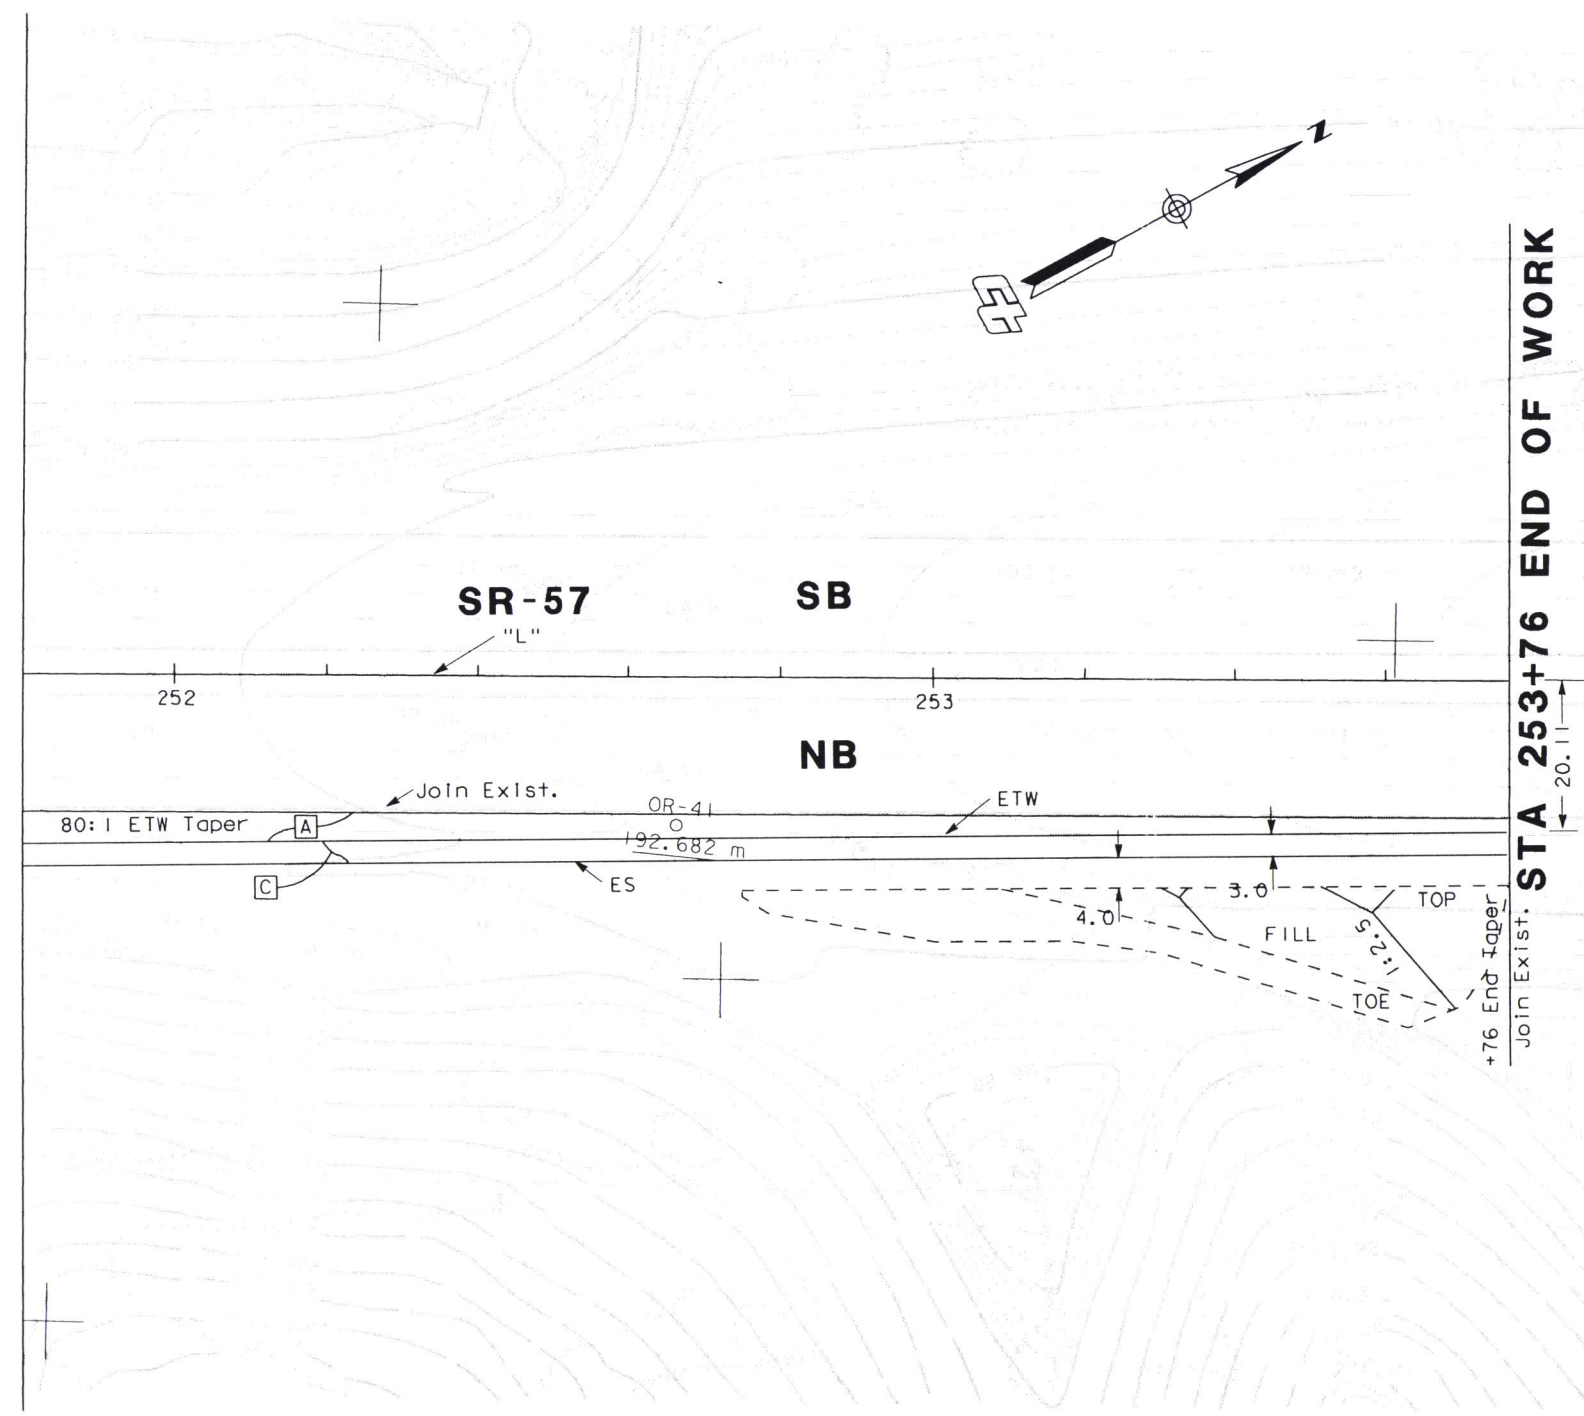 N
SR-57
SB
"L"
252
253
NB
Join Exist.
80:1 ETW Taper
A
OR-41
192.682 m
ETW
C
ES
3.0
4.0
FILL
TOP
1:2.5
TOE
+76 End Taper
Join Exist.
STA 253+76 END OF WORK
20.11